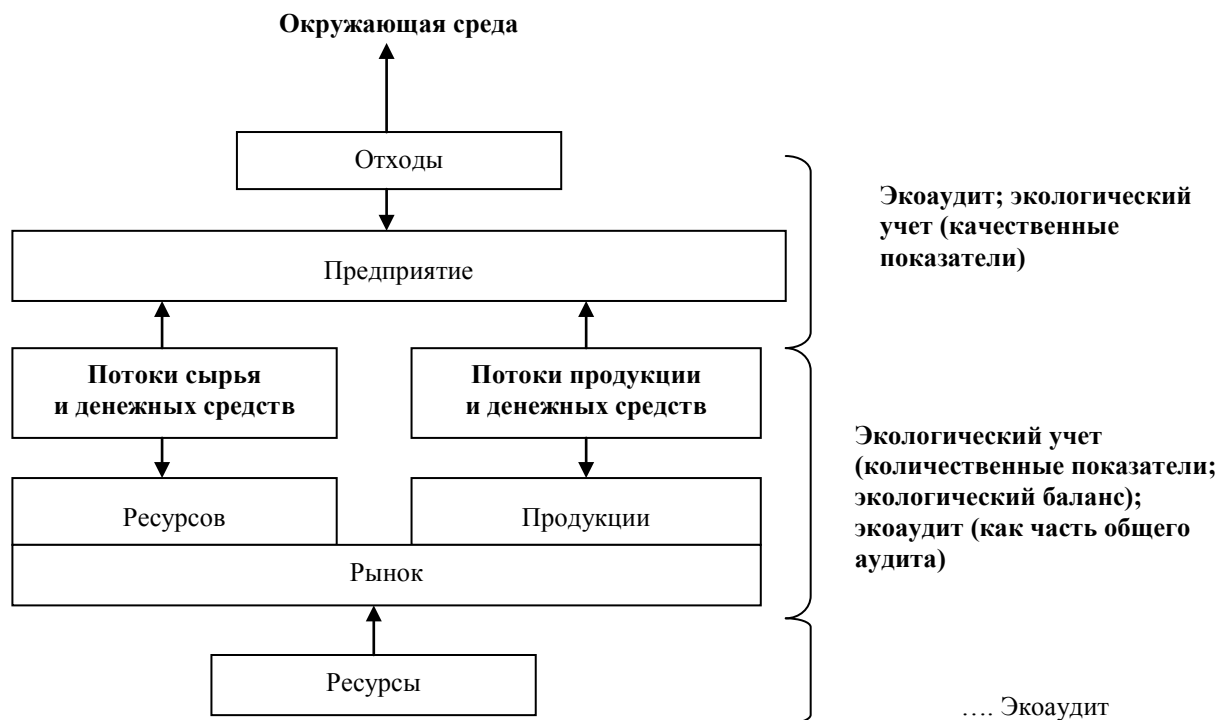 Окружающая среда
Отходы
Экоаудит; экологический
учет (качественные
показатели)
Предприятие
Потоки сырья
и денежных средств
Потоки продукции
и денежных средств
Экологический учет
(количественные показатели;
экологический баланс);
экоаудит (как часть общего
аудита)
Ресурсов
Продукции
Рынок
Ресурсы
…. Экоаудит